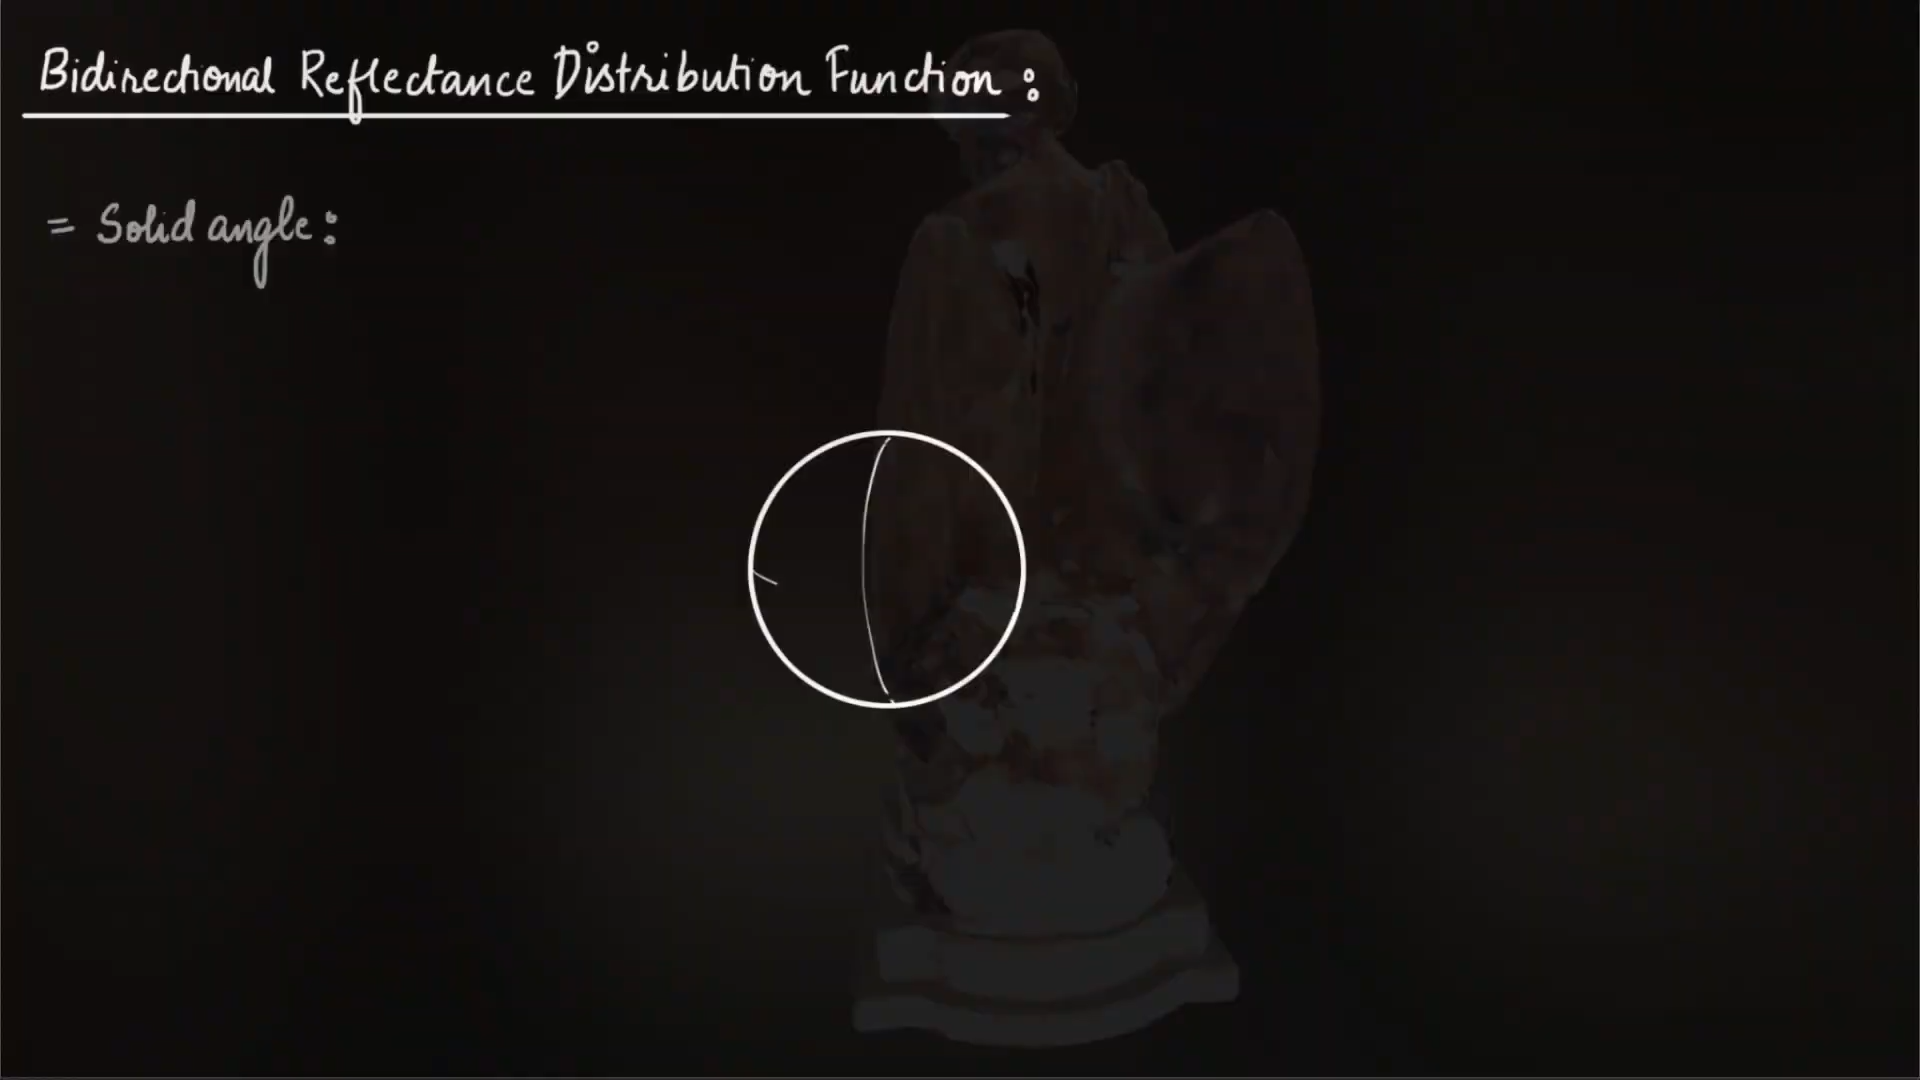 Bidirectional Reflectance Distribution Function :
= Solid angle :